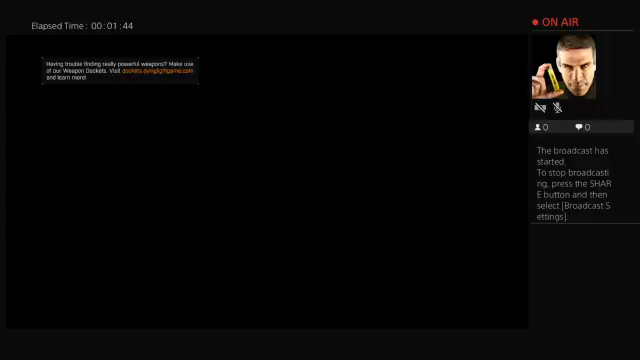 Elapsed Time : 00:01:44
ON AIR
Having trouble finding really powerful weapons? Make use
of our Weapon Dockets. Visit dockets.dyinglightgame.com
and learn more!
0 0
The broadcast has
started.
To stop broadcasti
ng, press the SHAR
E button and then
select [Broadcast S
ettings].